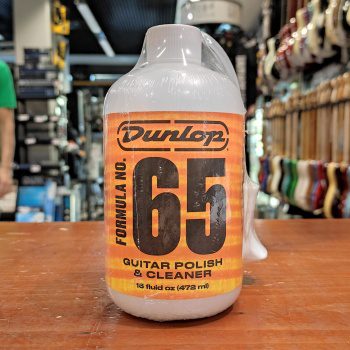 Dunlop
FORMULA NO.
65
GUITAR POLISH
& CLEANER
16 fluid oz (473 ml)